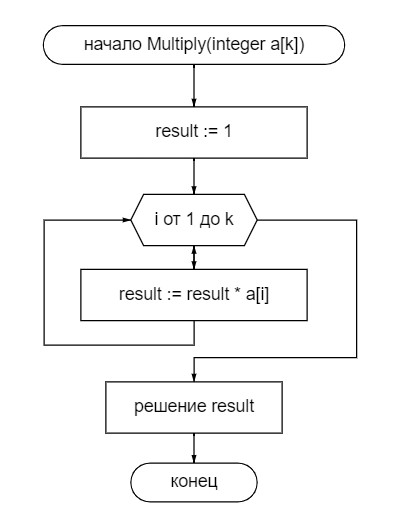 начало Multiply(integer a[k])
result := 1
i от 1 до k
result := result * a[i]
решение result
конец